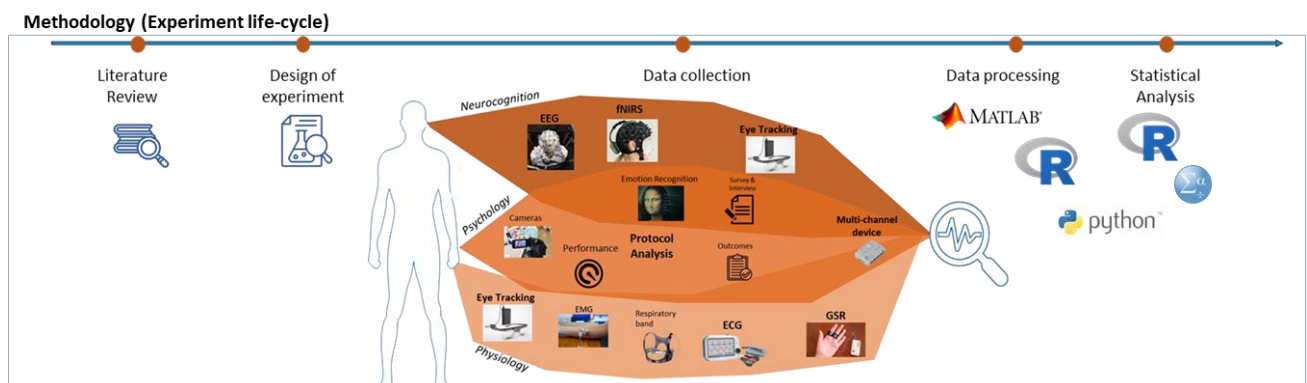 Methodology (Experiment life-cycle)
Literature
Review
Design of
experiment
Data collection
Data processing
Statistical
Analysis
Neurocognition
EEG
fNIRS
Eye Tracking
MATLAB®
R
R
Σα
÷
python™
Emotion Recognition
Survey &
Interview
Psychology
Cameras
Performance
Protocol
Analysis
Outcomes
Multi-channel
device
Eye Tracking
EMG
Respiratory
band
ECG
GSR
Physiology